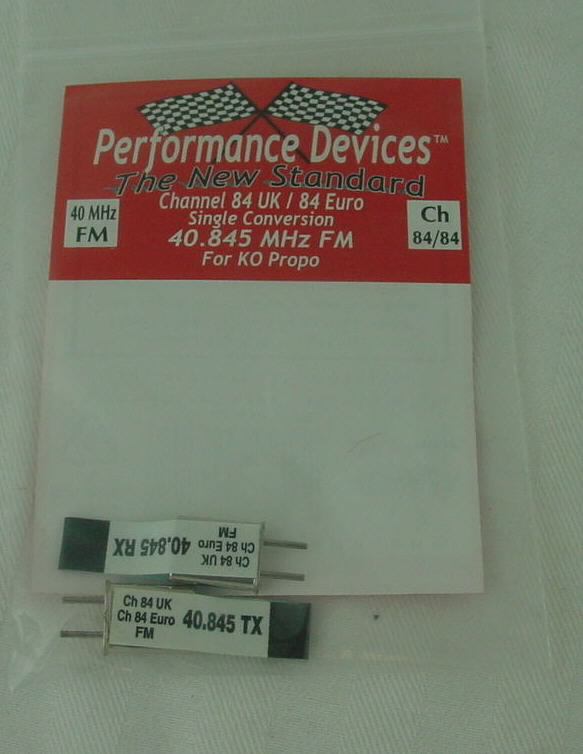 Performance Devices™
The New Standard
Channel 84 UK / 84 Euro
Single Conversion
40.845 MHz FM
For KO Propo
40 MHz
FM
Ch
84/84
Ch 84 UK
Ch 84 Euro
FM
40.845 RX
Ch 84 UK
Ch 84 Euro
FM
40.845 TX